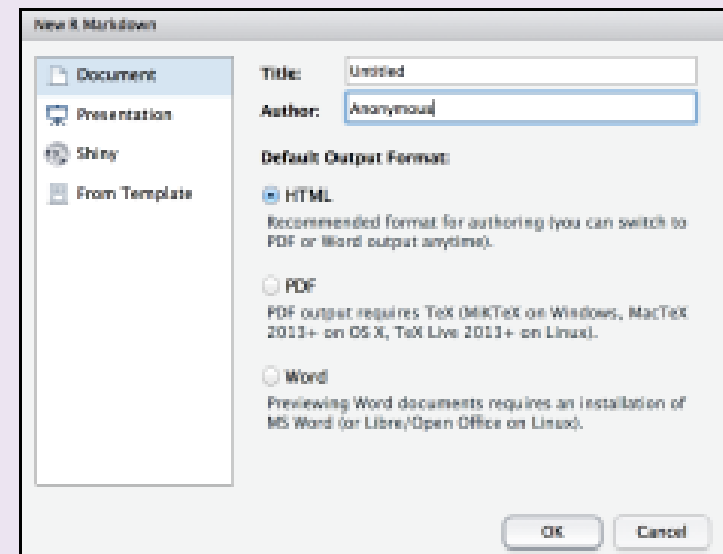 New R Markdown
Document
Presentation
Shiny
From Template
Title: Untitled
Author: Anonymous
Default Output Format:
HTML
Recommended format for authoring (you can switch to
PDF or Word output anytime).
PDF
PDF output requires TeX (MiKTeX on Windows, MacTeX
2013+ on OS X, TeX Live 2013+ on Linux).
Word
Previewing Word documents requires an installation of
MS Word (or Libre/Open Office on Linux).
OK Cancel